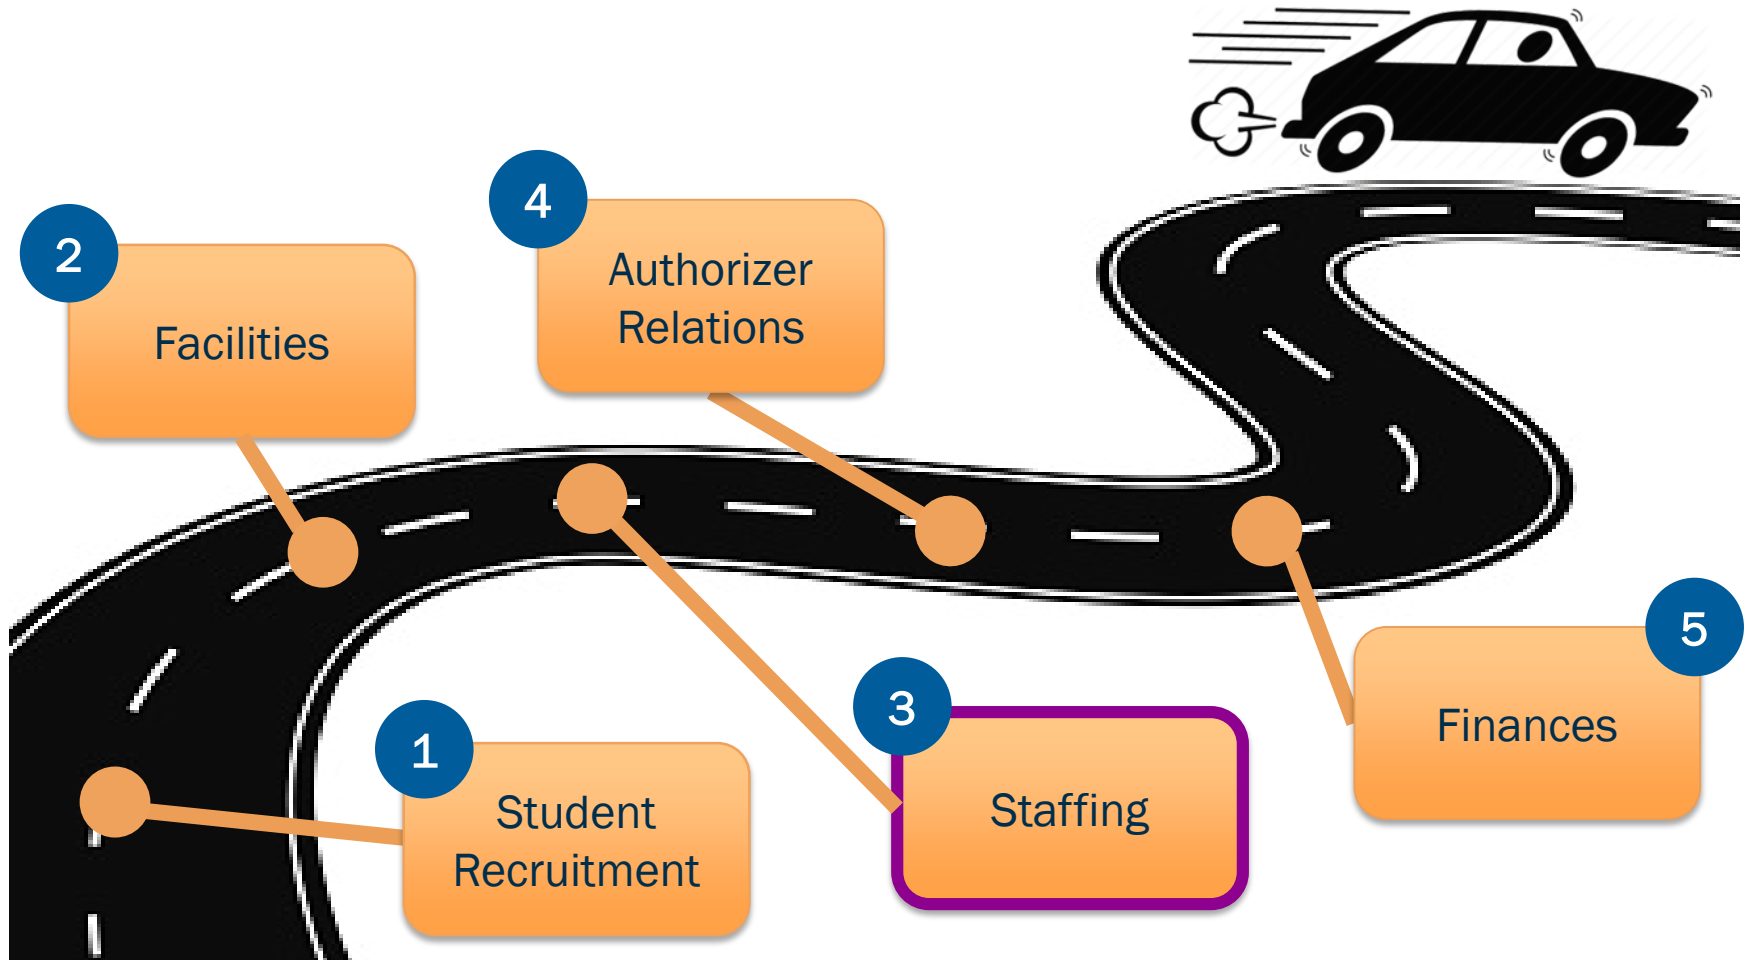 1
Student
Recruitment
2
Facilities
3
Staffing
4
Authorizer
Relations
5
Finances